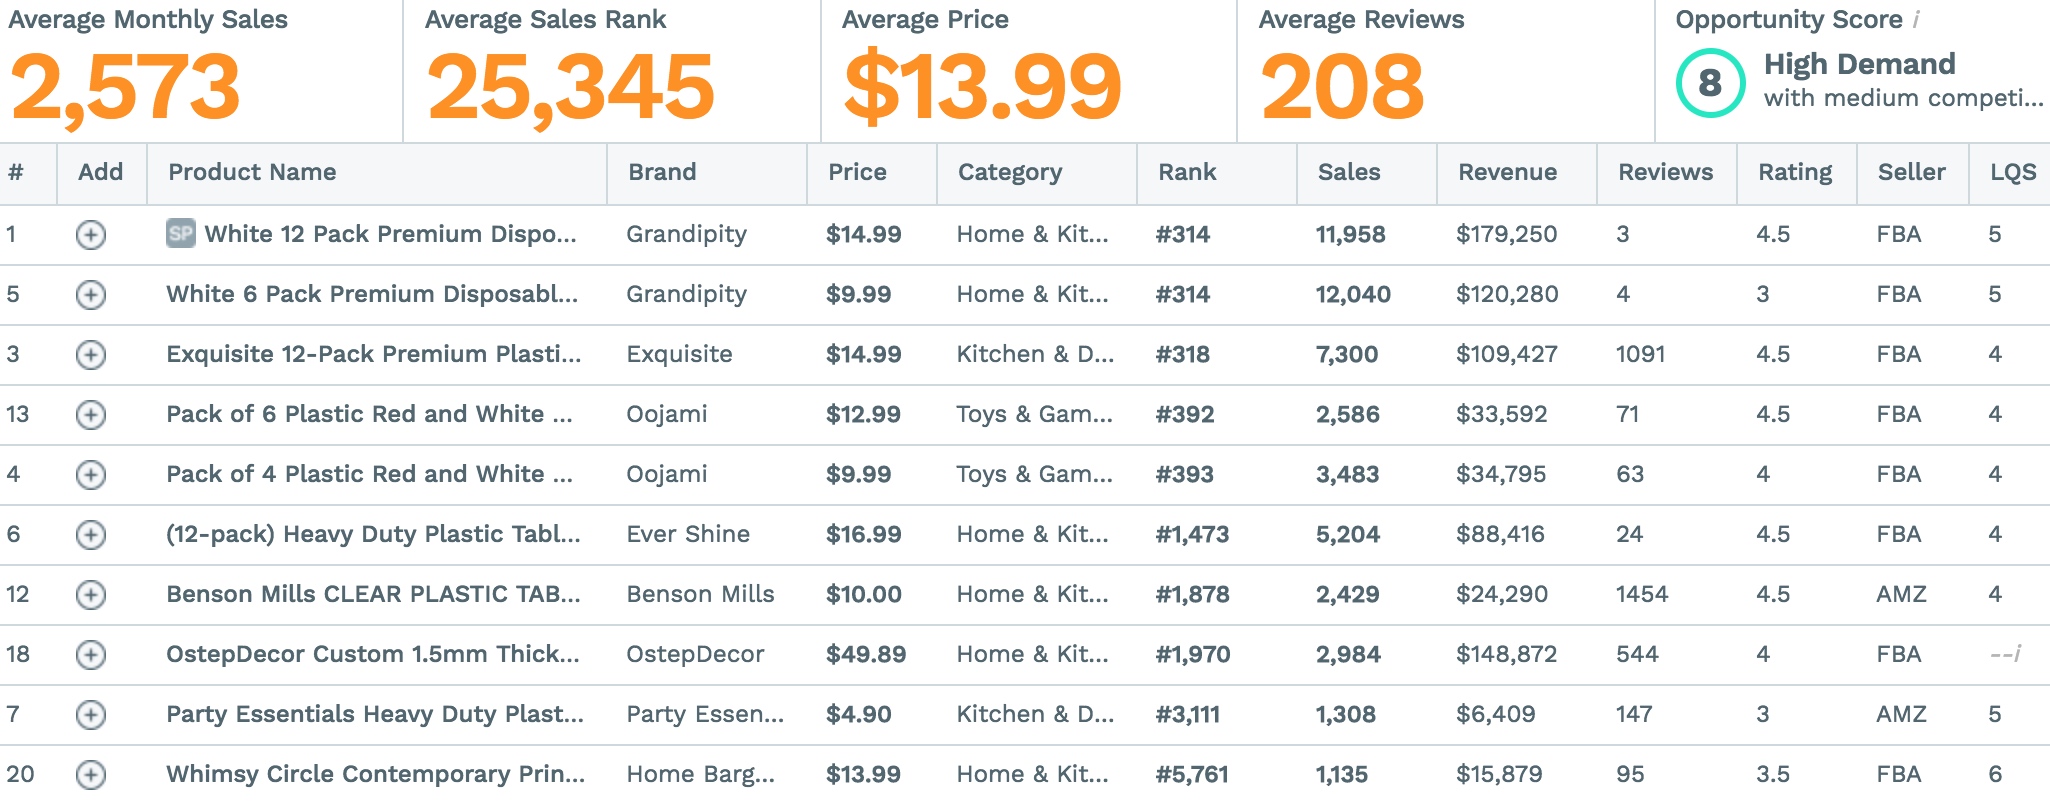 Average Monthly Sales Average Sales Rank Average Price Average Reviews Opportunity Score i
2,573 25,345 $13.99 208 8 High Demand
with medium competi...
# Add Product Name Brand Price Category Rank Sales Revenue Reviews Rating Seller LQS
1 SP White 12 Pack Premium Dispo... Grandipity $14.99 Home & Kit... #314 11,958 $179,250 3 4.5 FBA 5
5 White 6 Pack Premium Disposabl... Grandipity $9.99 Home & Kit... #314 12,040 $120,280 4 3 FBA 5
3 Exquisite 12-Pack Premium Plasti... Exquisite $14.99 Kitchen & D... #318 7,300 $109,427 1091 4.5 FBA 4
13 Pack of 6 Plastic Red and White ... Oojami $12.99 Toys & Gam... #392 2,586 $33,592 71 4.5 FBA 4
4 Pack of 4 Plastic Red and White ... Oojami $9.99 Toys & Gam... #393 3,483 $34,795 63 4 FBA 4
6 (12-pack) Heavy Duty Plastic Tabl... Ever Shine $16.99 Home & Kit... #1,473 5,204 $88,416 24 4.5 FBA 4
12 Benson Mills CLEAR PLASTIC TAB... Benson Mills $10.00 Home & Kit... #1,878 2,429 $24,290 1454 4.5 AMZ 4
18 OstepDecor Custom 1.5mm Thick... OstepDecor $49.89 Home & Kit... #1,970 2,984 $148,872 544 4 FBA --i
7 Party Essentials Heavy Duty Plast... Party Essen... $4.90 Kitchen & D... #3,111 1,308 $6,409 147 3 AMZ 5
20 Whimsy Circle Contemporary Prin... Home Barg... $13.99 Home & Kit... #5,761 1,135 $15,879 95 3.5 FBA 6